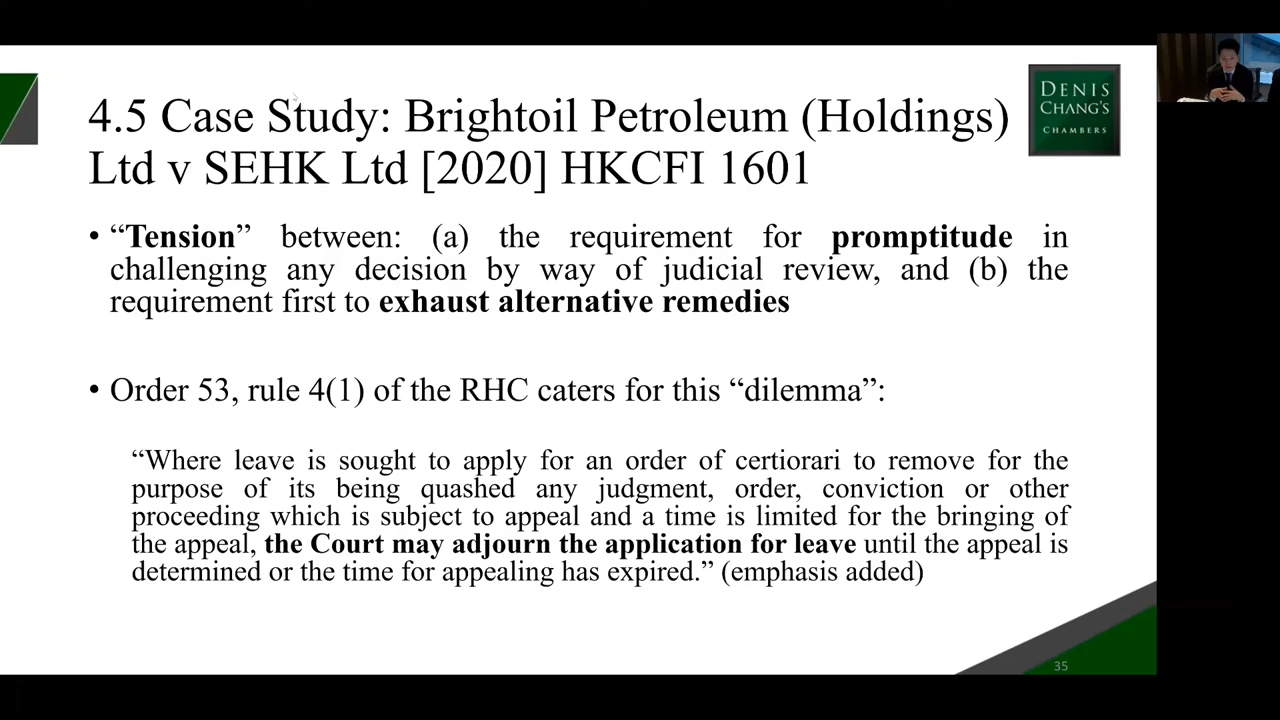 4.5 Case Study: Brightoil Petroleum (Holdings)
Ltd v SEHK Ltd [2020] HKCFI 1601
DENIS
CHANG'S
CHAMBERS
• “Tension” between: (a) the requirement for promptitude in
challenging any decision by way of judicial review, and (b) the
requirement first to exhaust alternative remedies
• Order 53, rule 4(1) of the RHC caters for this “dilemma”:
“Where leave is sought to apply for an order of certiorari to remove for the
purpose of its being quashed any judgment, order, conviction or other
proceeding which is subject to appeal and a time is limited for the bringing of
the appeal, the Court may adjourn the application for leave until the appeal is
determined or the time for appealing has expired.” (emphasis added)
35